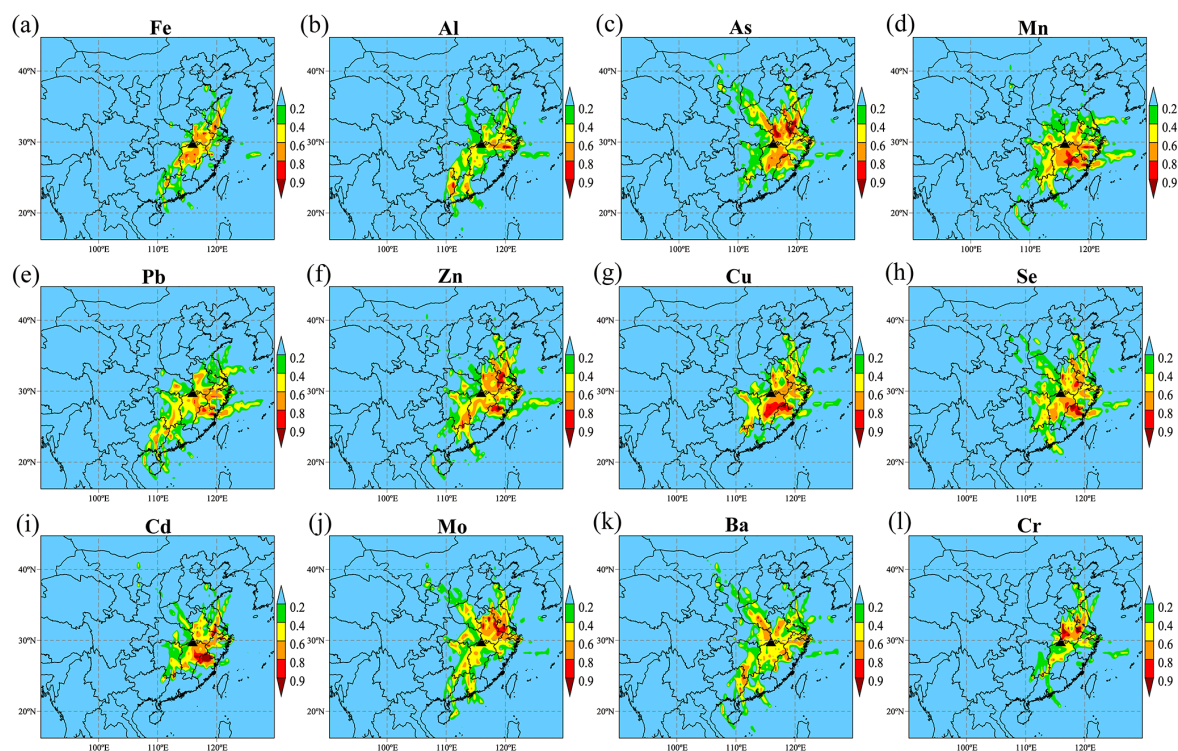 (a) Fe
(b) Al
(c) As
(d) Mn
40°N
30°N
20°N
100°E 110°E 120°E
0.2
0.4
0.6
0.8
0.9
40°N
30°N
20°N
100°E 110°E 120°E
0.2
0.4
0.6
0.8
0.9
40°N
30°N
20°N
100°E 110°E 120°E
0.2
0.4
0.6
0.8
0.9
40°N
30°N
20°N
100°E 110°E 120°E
0.2
0.4
0.6
0.8
0.9
(e) Pb
(f) Zn
(g) Cu
(h) Se
40°N
30°N
20°N
100°E 110°E 120°E
0.2
0.4
0.6
0.8
0.9
40°N
30°N
20°N
100°E 110°E 120°E
0.2
0.4
0.6
0.8
0.9
40°N
30°N
20°N
100°E 110°E 120°E
0.2
0.4
0.6
0.8
0.9
40°N
30°N
20°N
100°E 110°E 120°E
0.2
0.4
0.6
0.8
0.9
(i) Cd
(j) Mo
(k) Ba
(l) Cr
40°N
30°N
20°N
100°E 110°E 120°E
0.2
0.4
0.6
0.8
0.9
40°N
30°N
20°N
100°E 110°E 120°E
0.2
0.4
0.6
0.8
0.9
40°N
30°N
20°N
100°E 110°E 120°E
0.2
0.4
0.6
0.8
0.9
40°N
30°N
20°N
100°E 110°E 120°E
0.2
0.4
0.6
0.8
0.9